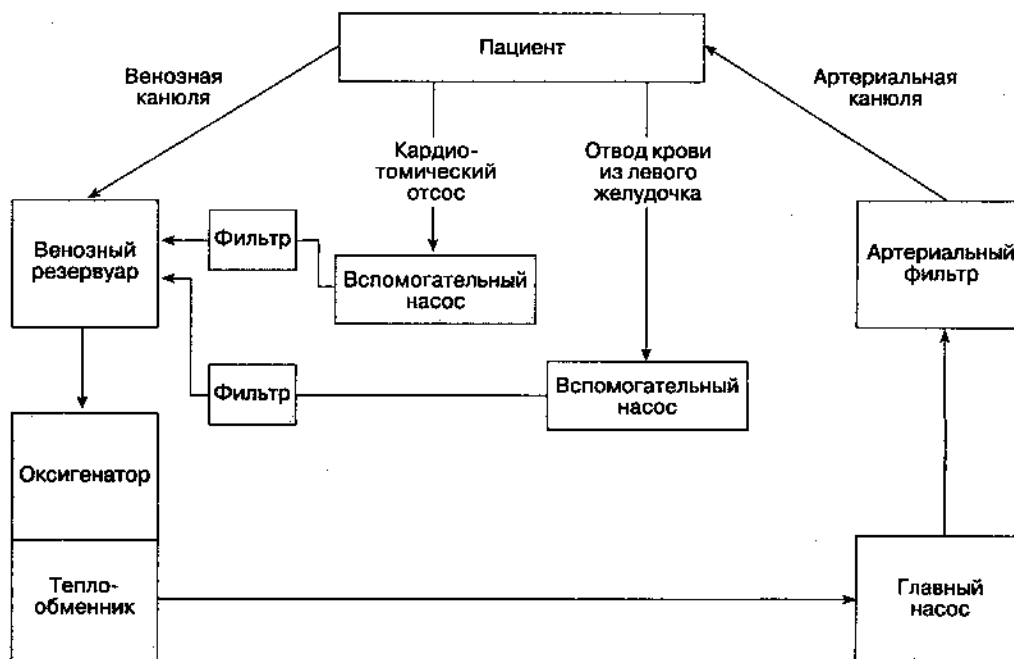 Пациент
Венозная
канюля
Артериальная
канюля
Кардио-
томический
отсос
Отвод крови
из левого
желудочка
Венозный
резервуар
Фильтр
Вспомогательный
насос
Артериальный
фильтр
Фильтр
Вспомогательный
насос
Оксигенатор
Тепло-
обменник
Главный
насос